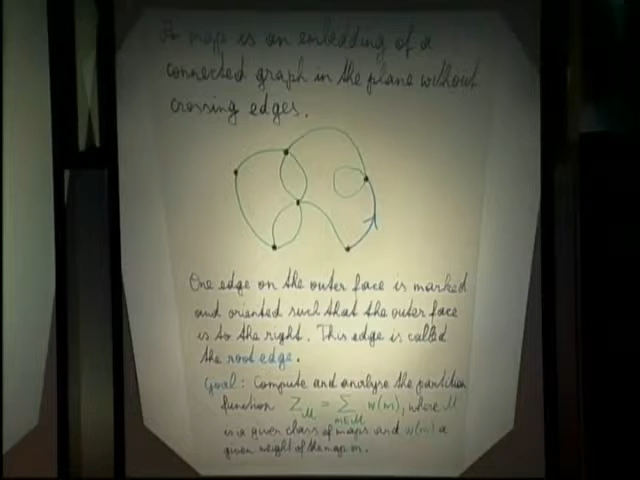 A map is an embedding of a
connected graph in the plane without
crossing edges.
One edge on the outer face is marked
and oriented such that the outer face
is to the right. This edge is called
the root edge.
Goal: Compute and analyse the partition
function Z_M = Σ_{m∈M} w(m), where M
is a given class of maps and w(m) a
given weight of the map m.